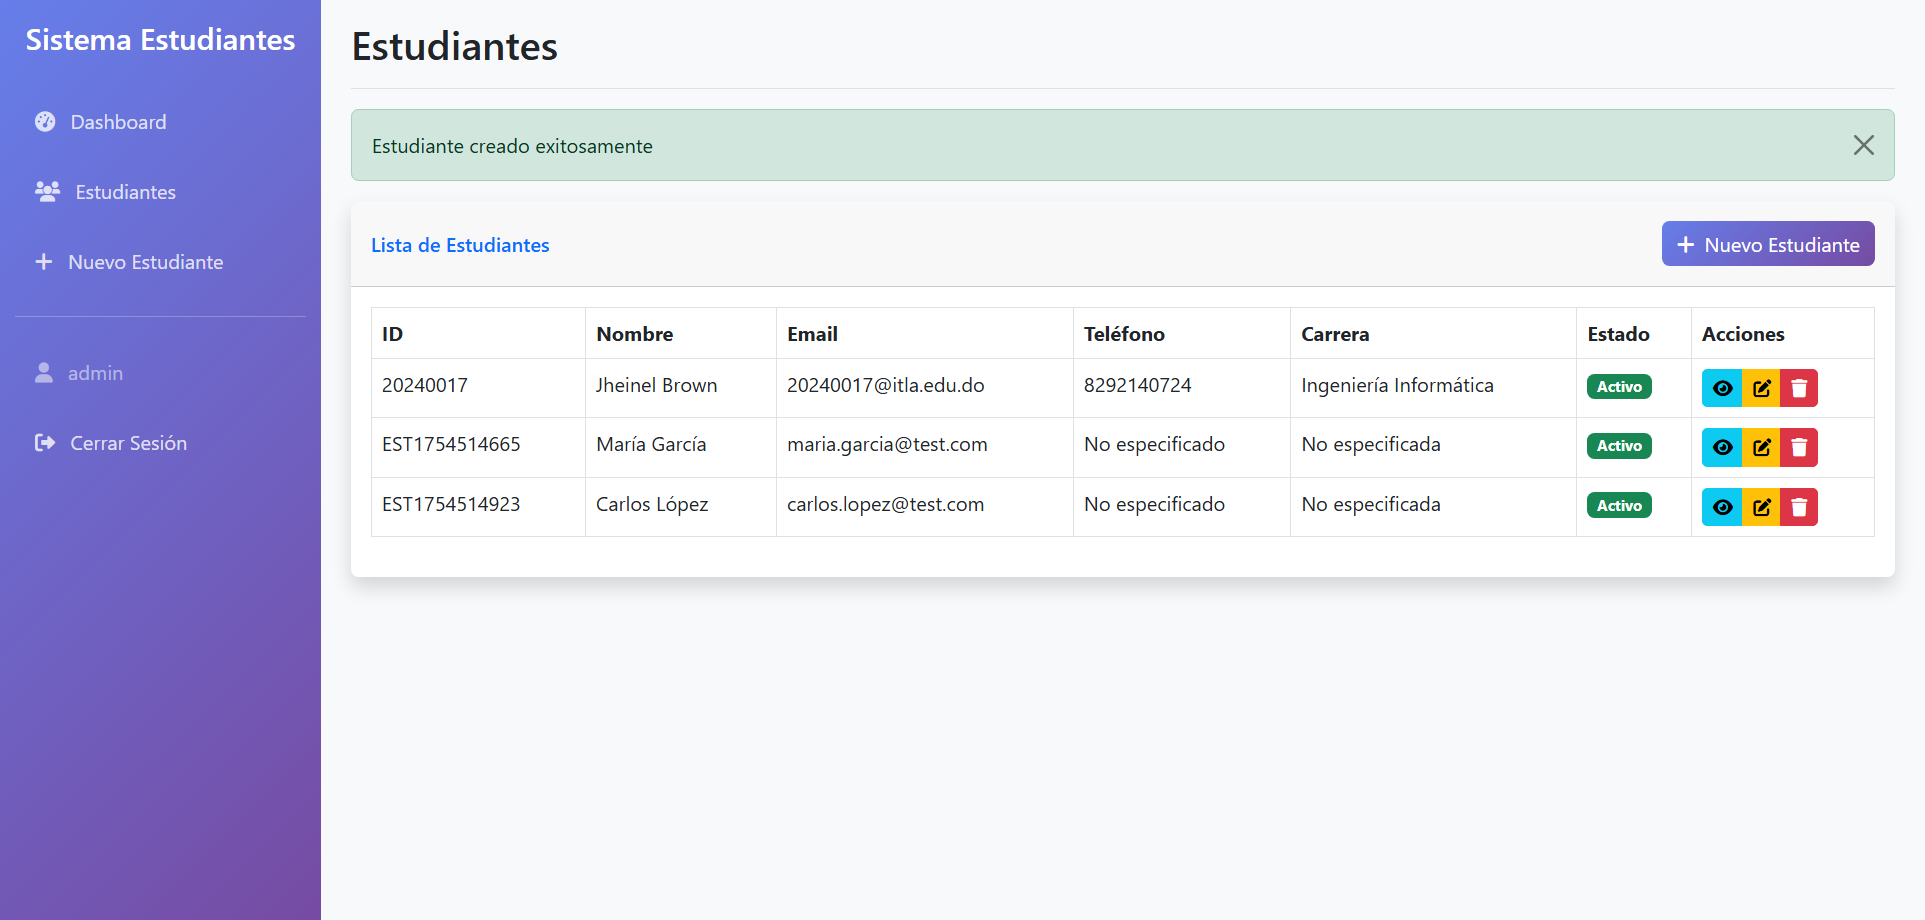 Sistema Estudiantes
Dashboard
Estudiantes
Nuevo Estudiante
admin
Cerrar Sesión
Estudiantes
Estudiante creado exitosamente
Lista de Estudiantes
Nuevo Estudiante
ID Nombre Email Teléfono Carrera Estado Acciones
20240017 Jheinel Brown 20240017@itla.edu.do 8292140724 Ingeniería Informática Activo
EST1754514665 María García maria.garcia@test.com No especificado No especificada Activo
EST1754514923 Carlos López carlos.lopez@test.com No especificado No especificada Activo